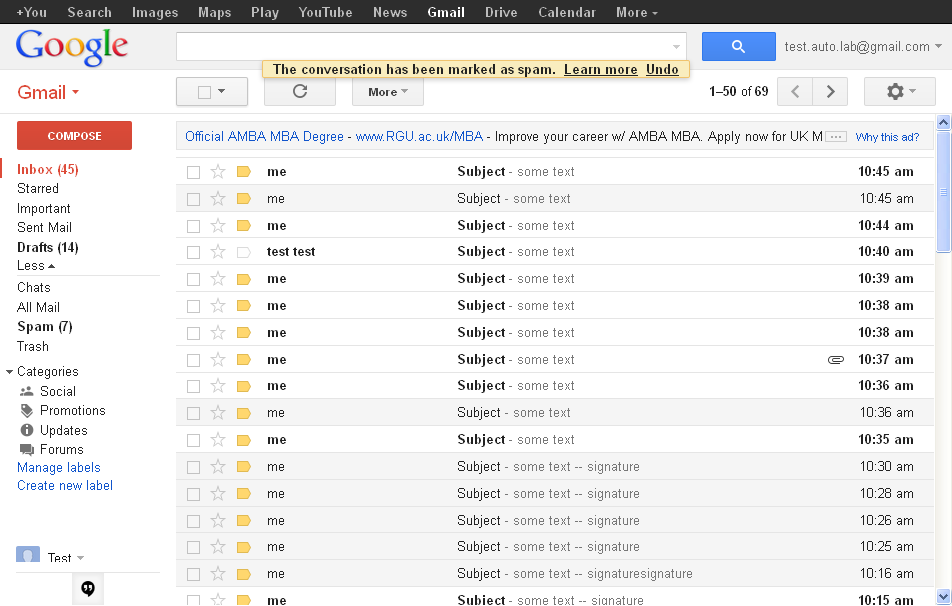 +You Search Images Maps Play YouTube News Gmail Drive Calendar More
Google
test.auto.lab@gmail.com
The conversation has been marked as spam. Learn more Undo
Gmail
More
1–50 of 69
COMPOSE
Official AMBA MBA Degree - www.RGU.ac.uk/MBA - Improve your career w/ AMBA MBA. Apply now for UK M Why this ad?
Inbox (45)
Starred
Important
Sent Mail
Drafts (14)
Less
Chats
All Mail
Spam (7)
Trash
Categories
Social
Promotions
Updates
Forums
Manage labels
Create new label
Test
me Subject - some text 10:45 am
me Subject - some text 10:45 am
me Subject - some text 10:44 am
test test Subject - some text 10:40 am
me Subject - some text 10:39 am
me Subject - some text 10:38 am
me Subject - some text 10:38 am
me Subject - some text 10:37 am
me Subject - some text 10:36 am
me Subject - some text 10:36 am
me Subject - some text 10:35 am
me Subject - some text -- signature 10:30 am
me Subject - some text -- signature 10:28 am
me Subject - some text -- signature 10:26 am
me Subject - some text -- signature 10:25 am
me Subject - some text -- signaturesignature 10:16 am
me Subject - some text -- signature 10:15 am